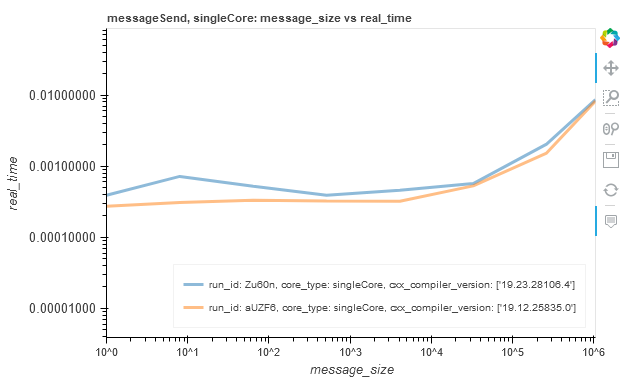 messageSend, singleCore: message_size vs real_time
0.01000000
0.00100000
0.00010000
0.00001000
real_time
run_id: Zu60n, core_type: singleCore, cxx_compiler_version: ['19.23.28106.4']
run_id: aUZF6, core_type: singleCore, cxx_compiler_version: ['19.12.25835.0']
10^0 10^1 10^2 10^3 10^4 10^5 10^6
message_size